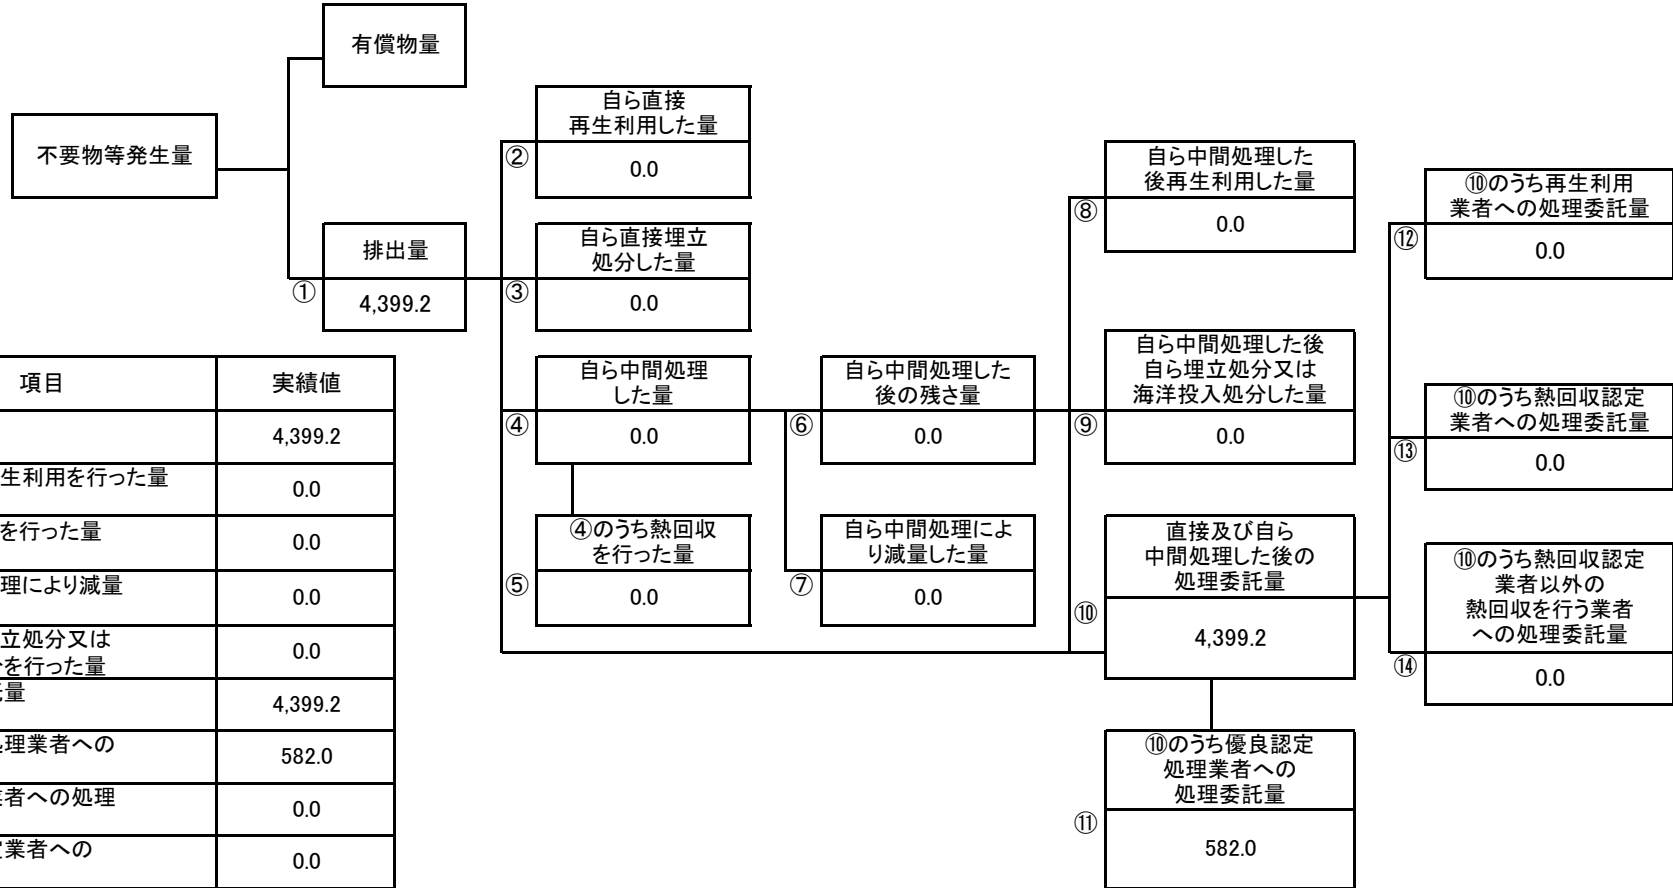 有償物量
不要物等発生量
排出量
①
4,399.2
自ら直接
再生利用した量
②
0.0
自ら直接埋立
処分した量
③
0.0
自ら中間処理
した量
④
0.0
④のうち熱回収
を行った量
⑤
0.0
自ら中間処理した
後の残さ量
⑥
0.0
自ら中間処理によ
り減量した量
⑦
0.0
自ら中間処理した
後再生利用した量
⑧
0.0
自ら中間処理した後
自ら埋立処分又は
海洋投入処分した量
⑨
0.0
直接及び自ら
中間処理した後の
処理委託量
⑩
4,399.2
⑩のうち優良認定
処理業者への
処理委託量
⑪
582.0
⑩のうち再生利用
業者への処理委託量
⑫
0.0
⑩のうち熱回収認定
業者への処理委託量
⑬
0.0
⑩のうち熱回収認定
業者以外の
熱回収を行う業者
への処理委託量
⑭
0.0
項目 実績値
4,399.2
生利用を行った量
0.0
を行った量
0.0
理により減量
0.0
立処分又は
を行った量
0.0
量
4,399.2
処理業者への
582.0
業者への処理
0.0
業者への
0.0